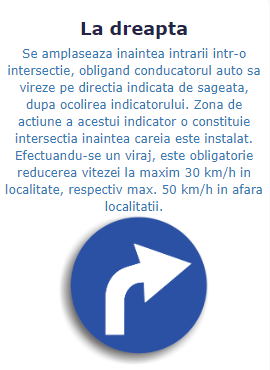 La dreapta
Se amplaseaza inaintea intrarii intr-o
intersectie, obligand conducatorul auto sa
vireze pe directia indicata de sageata,
dupa ocolirea indicatorului. Zona de
actiune a acestui indicator o constituie
intersectia inaintea careia este instalat.
Efectuandu-se un viraj, este obligatorie
reducerea vitezei la maxim 30 km/h in
localitate, respectiv max. 50 km/h in afara
localitatii.